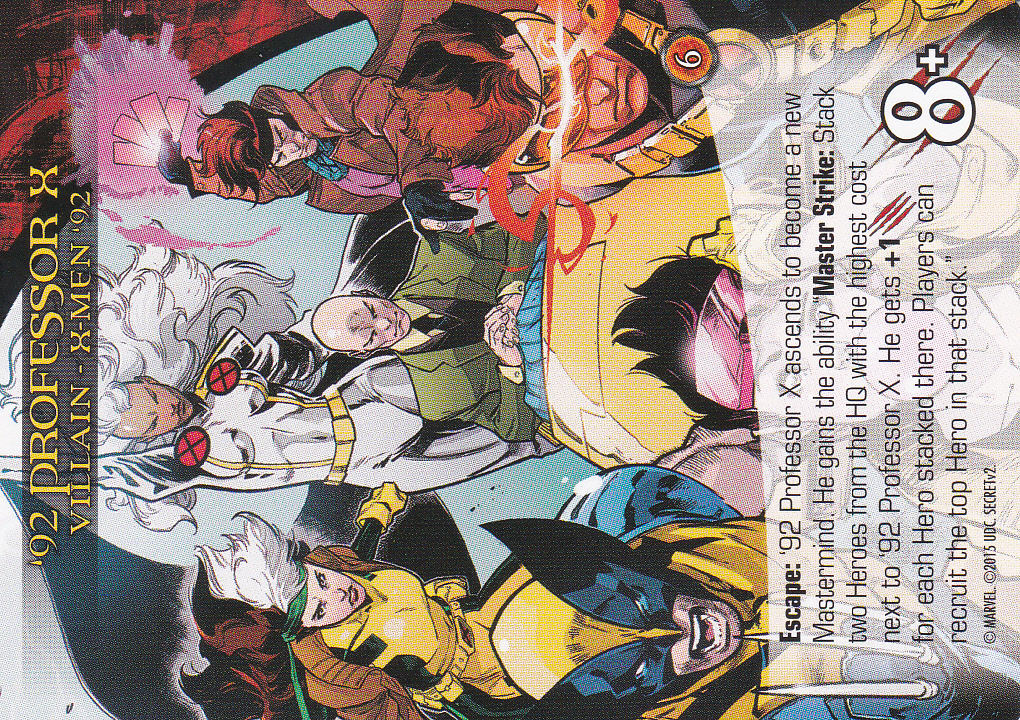 '92 PROFESSOR X
VILLAIN - X-MEN '92
6
Escape: '92 Professor X ascends to become a new
Mastermind. He gains the ability "Master Strike: Stack
two Heroes from the HQ with the highest cost
next to '92 Professor X. He gets +1
for each Hero stacked there. Players can
recruit the top Hero in that stack."
8+
© MARVEL. ©2015 UDC. SECRETv2.